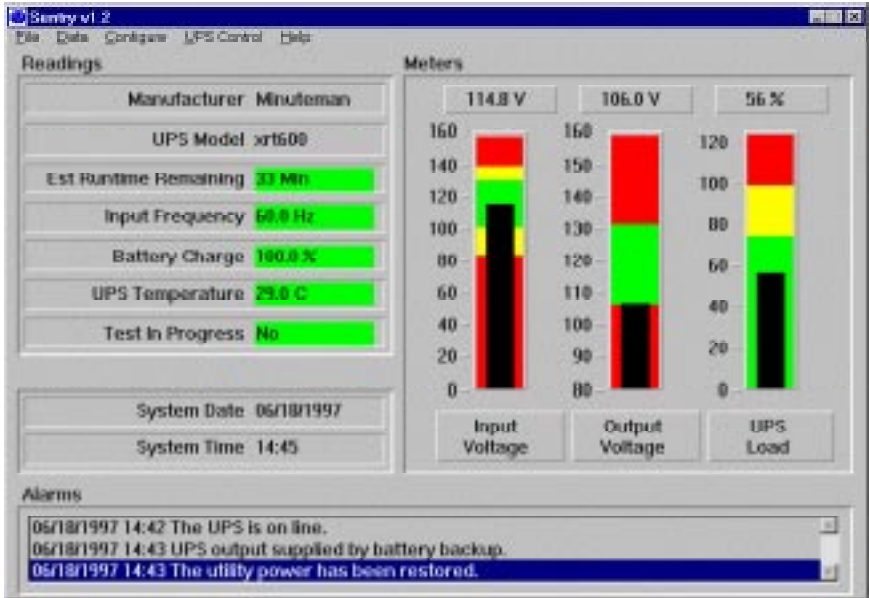 Sentry v1.2
File Data Configure UPS Control Help
Readings
Manufacturer Minuteman
UPS Model xrt600
Est Runtime Remaining 33 Min
Input Frequency 60.0 Hz
Battery Charge 100.0 %
UPS Temperature 29.0 C
Test In Progress No
System Date 06/18/1997
System Time 14:45
Meters
114.8 V 106.0 V 56 %
160
140
120
100
80
60
40
20
0
160
150
140
130
120
110
100
90
80
120
100
80
60
40
20
0
Input Voltage
Output Voltage
UPS Load
Alarms
06/18/1997 14:42 The UPS is on line.
06/18/1997 14:43 UPS output supplied by battery backup.
06/18/1997 14:43 The utility power has been restored.